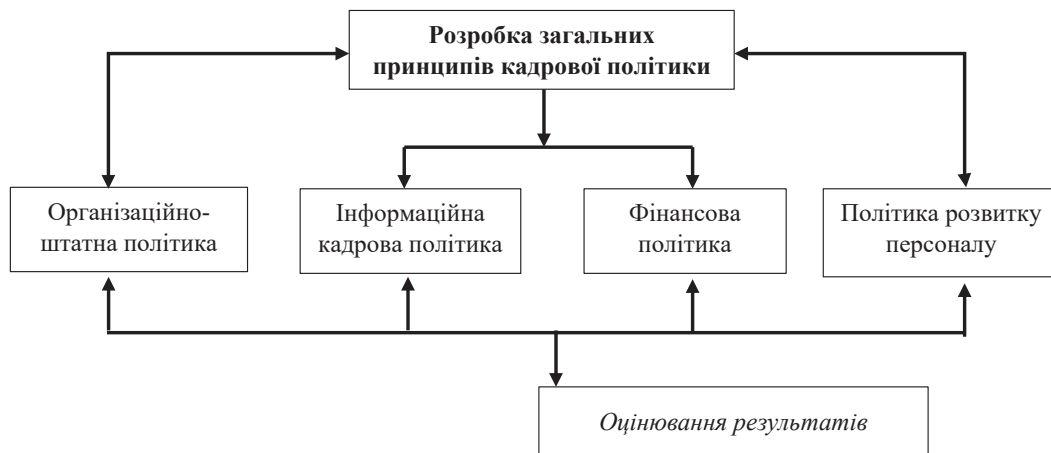 Розробка загальних
принципів кадрової політики
Організаційно-
штатна політика
Інформаційна
кадрова політика
Фінансова
політика
Політика розвитку
персоналу
Оцінювання результатів